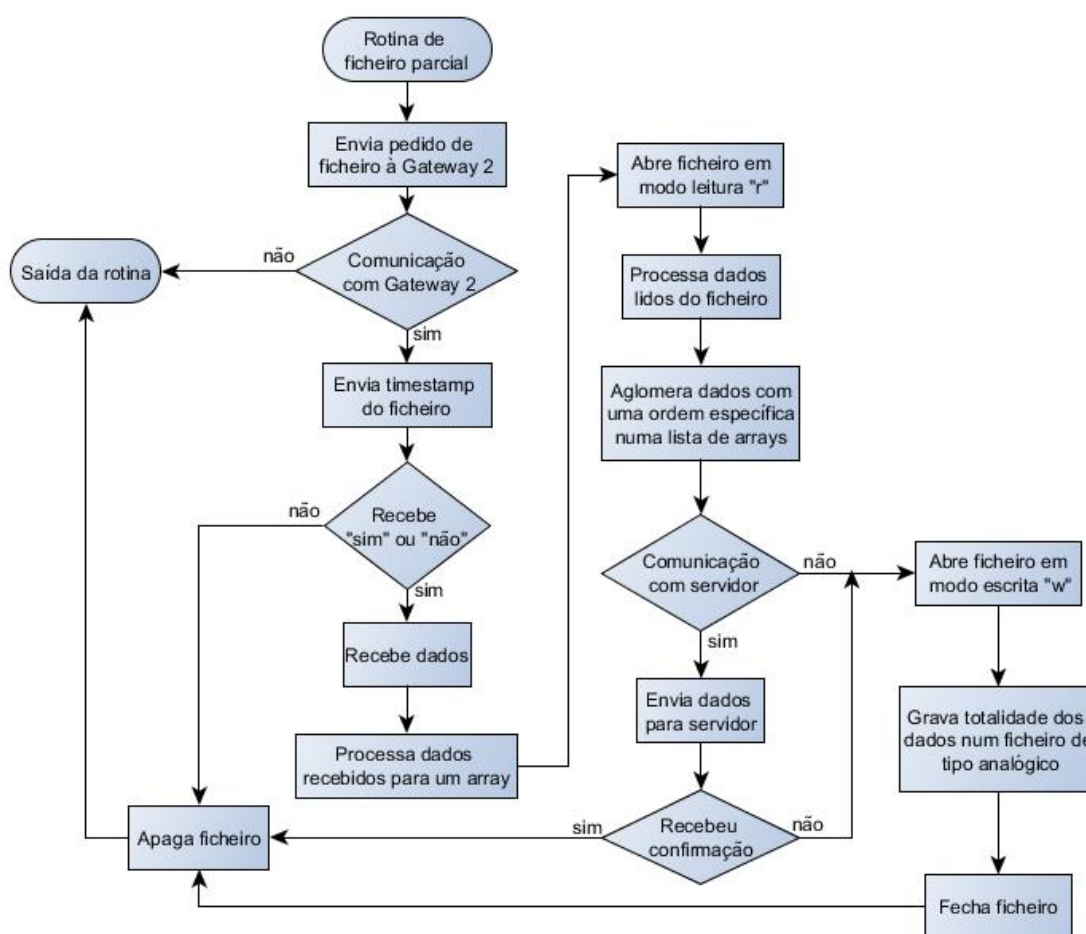 Rotina de
ficheiro parcial
Envia pedido de
ficheiro à Gateway 2
não
Comunicação
com Gateway 2
Saída da rotina
sim
Envia timestamp
do ficheiro
não
Recebe
"sim" ou "não"
sim
Recebe dados
Processa dados
recebidos para um array
Apaga ficheiro
Abre ficheiro em
modo leitura "r"
Processa dados
lidos do ficheiro
Aglomera dados com
uma ordem específica
numa lista de arrays
Comunicação
com servidor
não
sim
Envia dados
para servidor
sim
Recebeu
confirmação
não
Abre ficheiro em
modo escrita "w"
Grava totalidade dos
dados num ficheiro de
tipo analógico
Fecha ficheiro